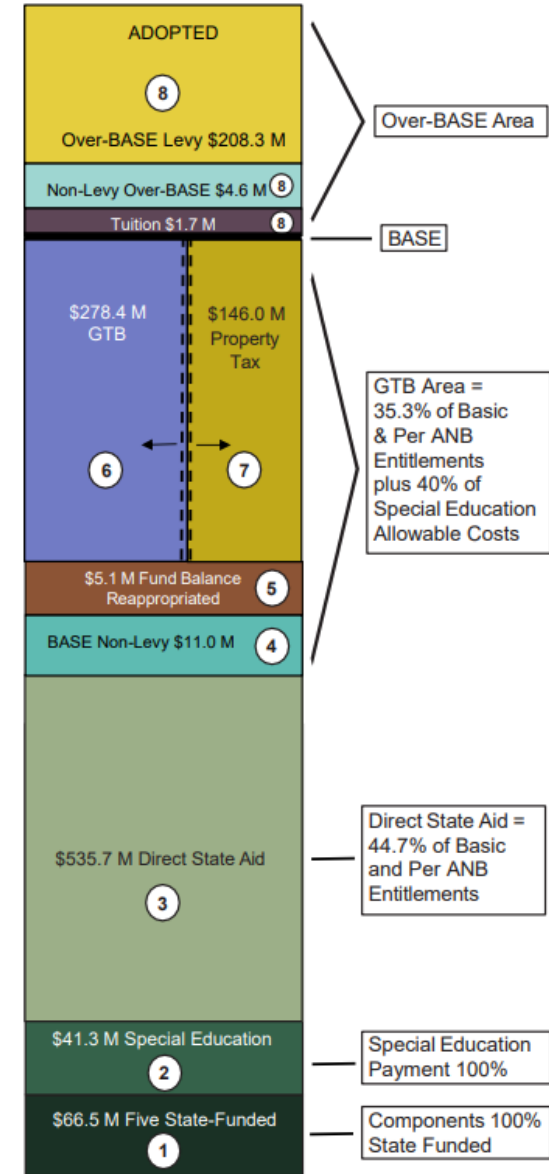 ADOPTED
8
Over-BASE Levy $208.3 M
Over-BASE Area
Non-Levy Over-BASE $4.6 M 8
Tuition $1.7 M 8
BASE
$278.4 M
GTB
6
$146.0 M
Property
Tax
7
GTB Area =
35.3% of Basic
& Per ANB
Entitlements
plus 40% of
Special Education
Allowable Costs
$5.1 M Fund Balance
Reappropriated
5
BASE Non-Levy $11.0 M 4
$535.7 M Direct State Aid
3
Direct State Aid =
44.7% of Basic
and Per ANB
Entitlements
$41.3 M Special Education
2
Special Education
Payment 100%
$66.5 M Five State-Funded
1
Components 100%
State Funded